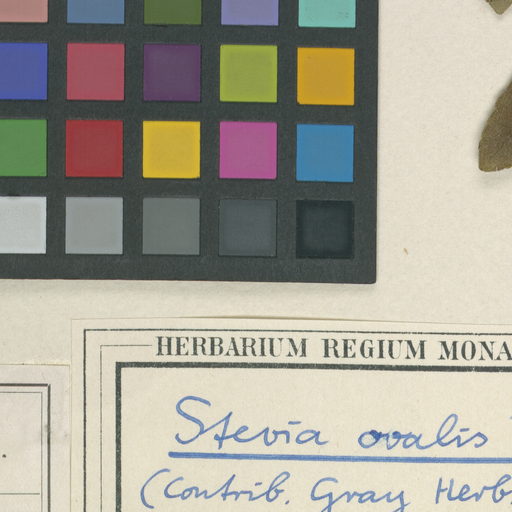 HERBARIUM REGIUM MONA
Stevia ovalis
(Contrib. Gray Herb.